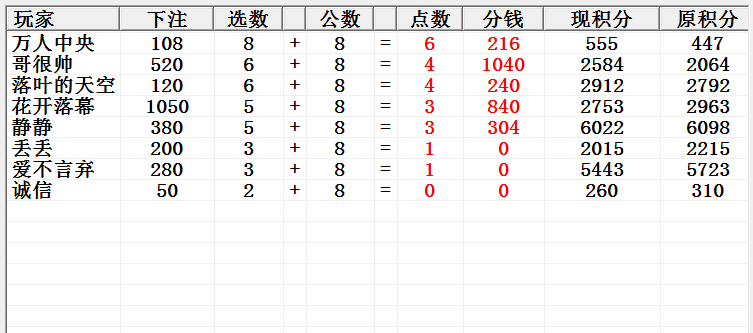 玩家 下注 选数 公数 点数 分钱 现积分 原积分
万人中央 108 8 + 8 = 6 216 555 447
哥很帅 520 6 + 8 = 4 1040 2584 2064
落叶的天空 120 6 + 8 = 4 240 2912 2792
花开落幕 1050 5 + 8 = 3 840 2753 2963
静静 380 5 + 8 = 3 304 6022 6098
丢丢 200 3 + 8 = 1 0 2015 2215
爱不言弃 280 3 + 8 = 1 0 5443 5723
诚信 50 2 + 8 = 0 0 260 310